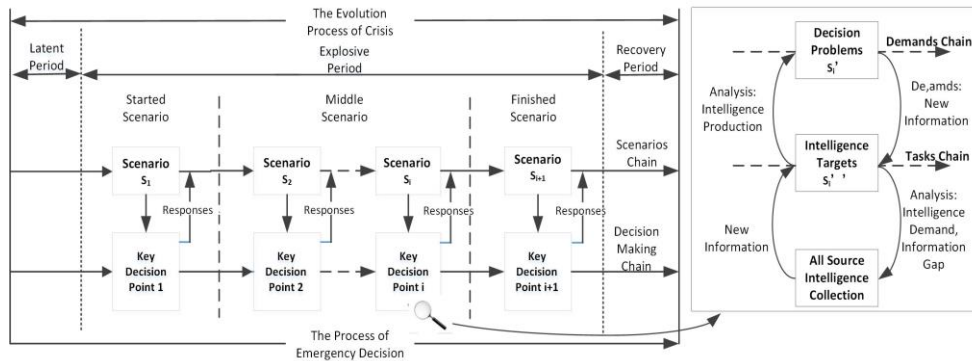 The Evolution
Process of Crisis
Latent
Period
Explosive
Period
Recovery
Period
Started
Scenario
Middle
Scenario
Finished
Scenario
Scenario
S1
Scenario
S2
Scenario
Si
Scenario
Si+1
Scenarios
Chain
Responses
Responses
Responses
Responses
Key
Decision
Point 1
Key
Decision
Point 2
Key
Decision
Point i
Key
Decision
Point i+1
Decision
Making
Chain
The Process of
Emergency Decision
Decision
Problems
Si'
Demands Chain
Analysis:
Intelligence
Production
De,amds:
New
Information
Intelligence
Targets
Si' '
Tasks Chain
New
Information
Analysis:
Intelligence
Demand,
Information
Gap
All Source
Intelligence
Collection